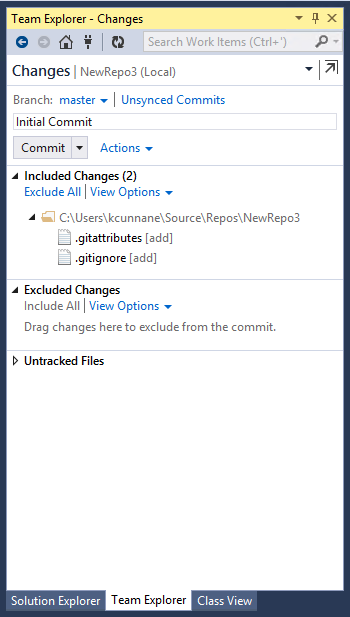 Team Explorer - Changes
Search Work Items (Ctrl+')
Changes | NewRepo3 (Local)
Branch: master | Unsynced Commits
Initial Commit
Commit Actions
Included Changes (2)
Exclude All | View Options
C:\Users\kcunnane\Source\Repos\NewRepo3
.gitattributes [add]
.gitignore [add]
Excluded Changes
Include All | View Options
Drag changes here to exclude from the commit.
Untracked Files
Solution Explorer Team Explorer Class View